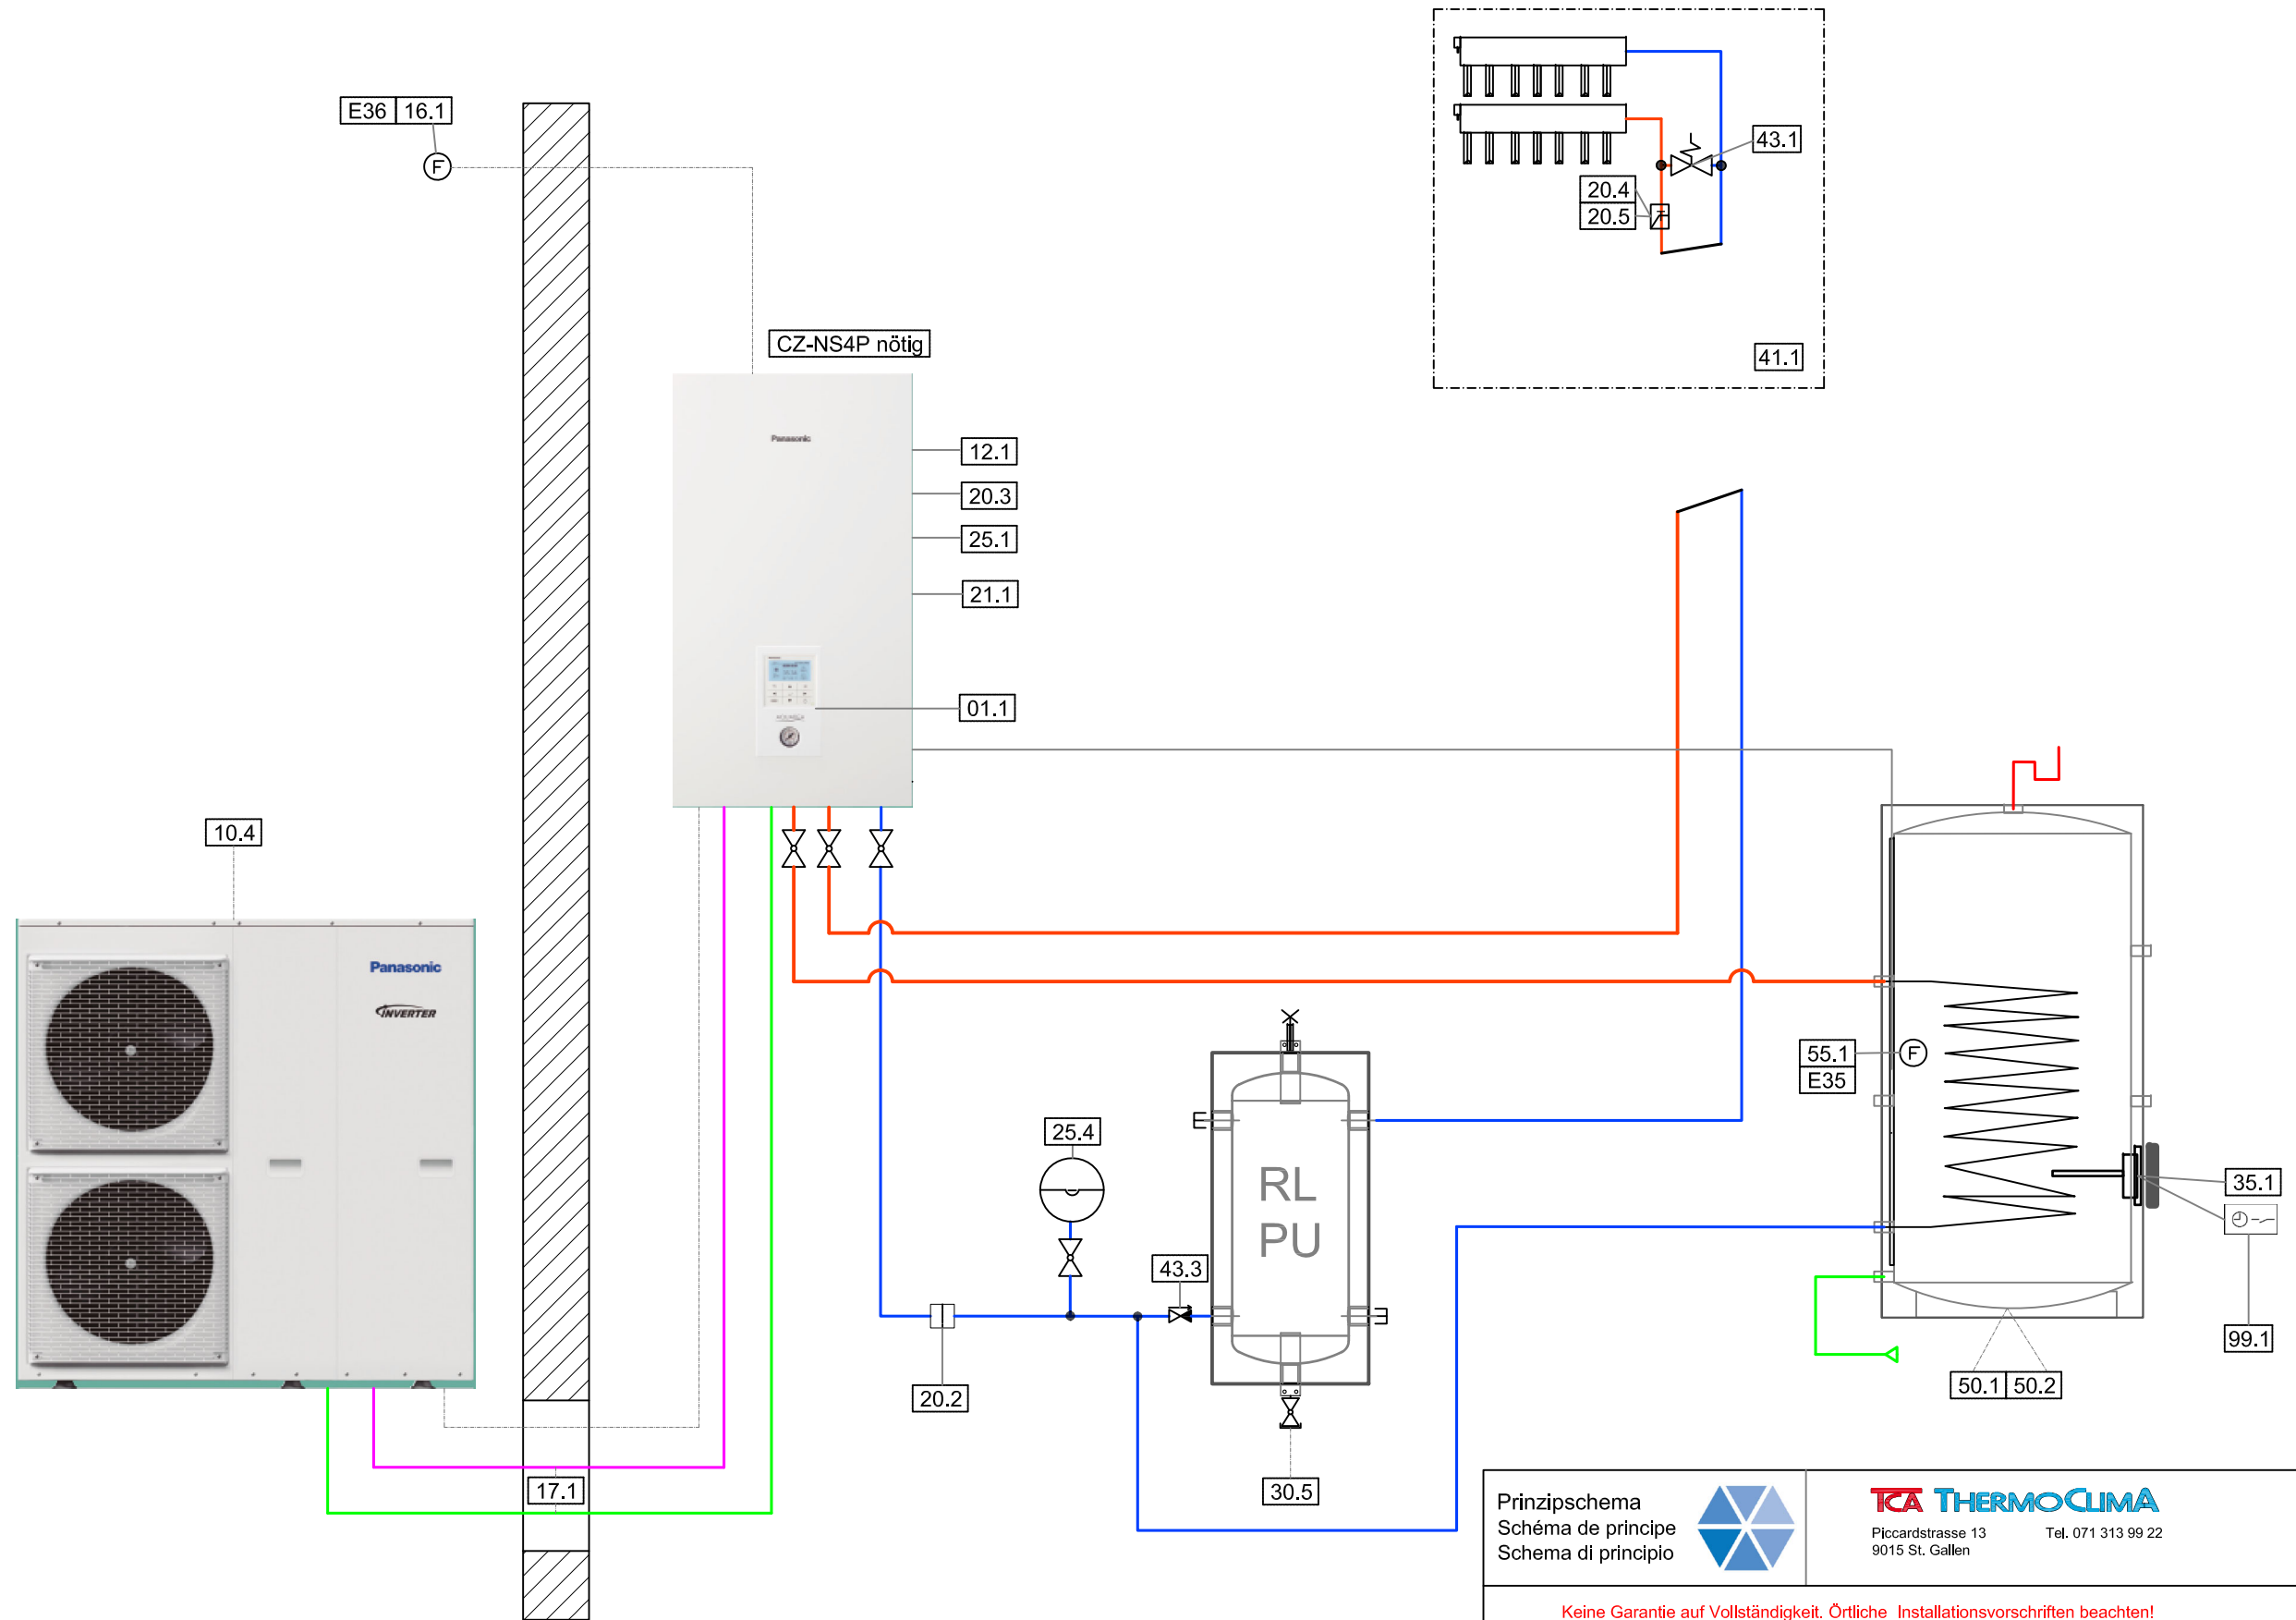 E36 16.1
F
CZ-NS4P nötig
43.1
20.4
20.5
41.1
Panasonic
12.1
20.3
25.1
21.1
01.1
10.4
Panasonic
INVERTER
55.1
E35
F
25.4
RL
PU
43.3
35.1
99.1
20.2
50.1 50.2
30.5
17.1
Prinzipschema
Schéma de principe
Schema di principio
TCA THERMOCLIMA
Piccardstrasse 13 Tel. 071 313 99 22
9015 St. Gallen
Keine Garantie auf Vollständigkeit. Örtliche Installationsvorschriften beachten!